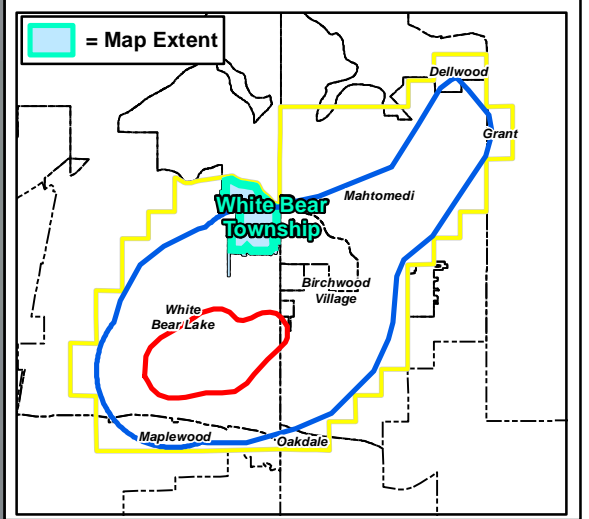 = Map Extent
Dellwood
Grant
Mahtomedi
White Bear
Township
Birchwood
Village
White
Bear Lake
Maplewood
Oakdale